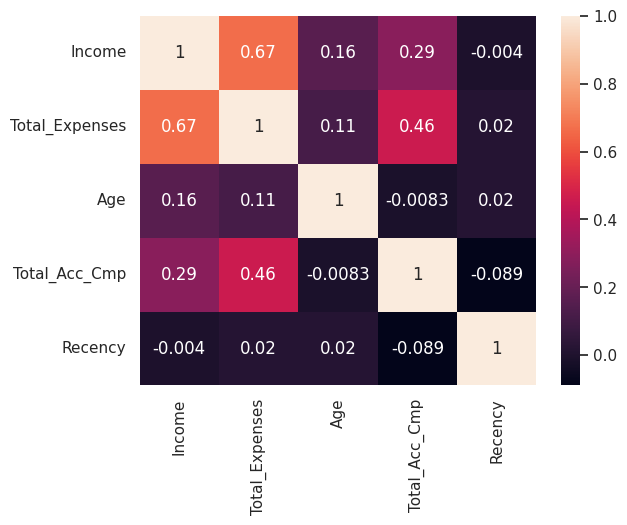 1.0
Income 1 0.67 0.16 0.29 -0.004
0.8
Total_Expenses 0.67 1 0.11 0.46 0.02
0.6
Age 0.16 0.11 1 -0.0083 0.02
0.4
Total_Acc_Cmp 0.29 0.46 -0.0083 1 -0.089
0.2
Recency -0.004 0.02 0.02 -0.089 1
0.0
Income
Total_Expenses
Age
Total_Acc_Cmp
Recency